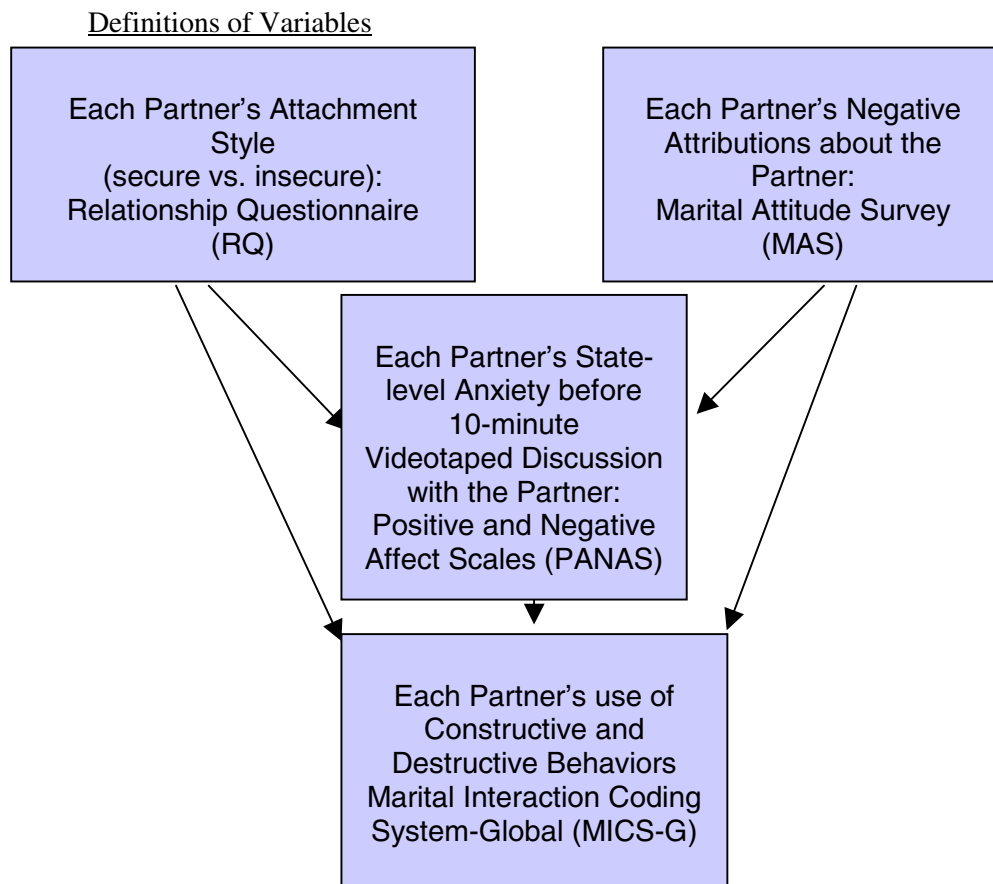 Definitions of Variables
Each Partner’s Attachment
Style
(secure vs. insecure):
Relationship Questionnaire
(RQ)
Each Partner’s Negative
Attributions about the
Partner:
Marital Attitude Survey
(MAS)
Each Partner’s State-
level Anxiety before
10-minute
Videotaped Discussion
with the Partner:
Positive and Negative
Affect Scales (PANAS)
Each Partner’s use of
Constructive and
Destructive Behaviors
Marital Interaction Coding
System-Global (MICS-G)